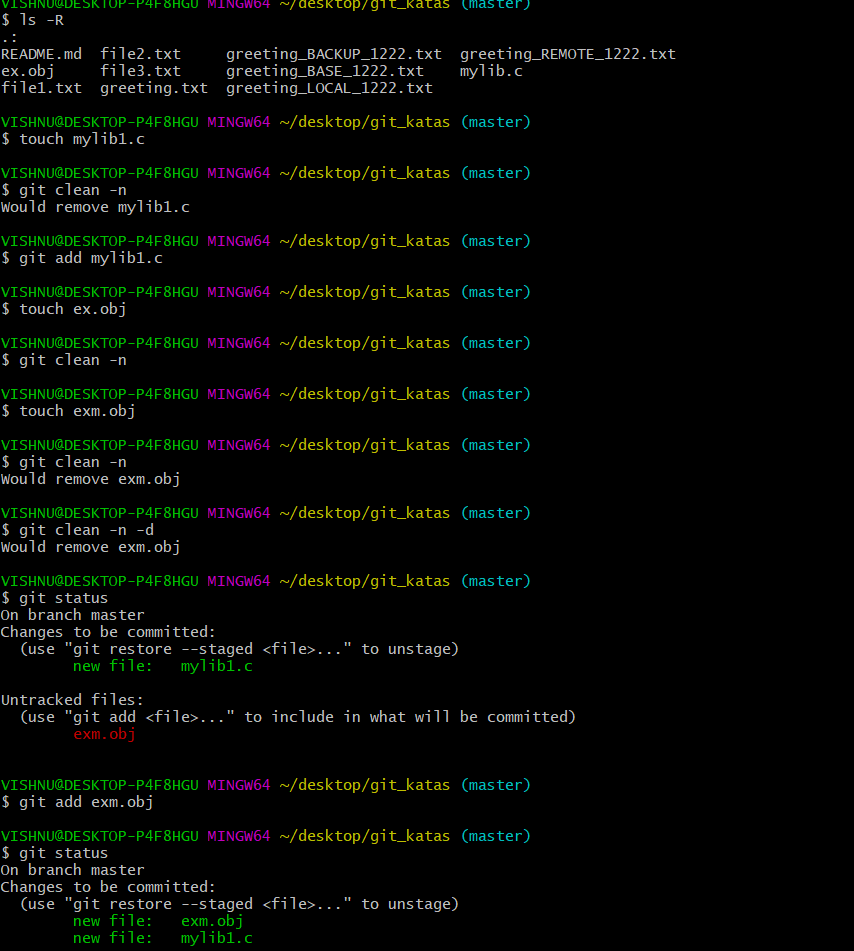 VISHNU@DESKTOP-P4F8HGU MINGW64 ~/desktop/git_katas (master)
$ ls -R
.:
README.md  file2.txt     greeting_BACKUP_1222.txt  greeting_REMOTE_1222.txt
ex.obj     file3.txt     greeting_BASE_1222.txt    mylib.c
file1.txt  greeting.txt  greeting_LOCAL_1222.txt

VISHNU@DESKTOP-P4F8HGU MINGW64 ~/desktop/git_katas (master)
$ touch mylib1.c

VISHNU@DESKTOP-P4F8HGU MINGW64 ~/desktop/git_katas (master)
$ git clean -n
Would remove mylib1.c

VISHNU@DESKTOP-P4F8HGU MINGW64 ~/desktop/git_katas (master)
$ git add mylib1.c

VISHNU@DESKTOP-P4F8HGU MINGW64 ~/desktop/git_katas (master)
$ touch ex.obj

VISHNU@DESKTOP-P4F8HGU MINGW64 ~/desktop/git_katas (master)
$ git clean -n

VISHNU@DESKTOP-P4F8HGU MINGW64 ~/desktop/git_katas (master)
$ touch exm.obj

VISHNU@DESKTOP-P4F8HGU MINGW64 ~/desktop/git_katas (master)
$ git clean -n
Would remove exm.obj

VISHNU@DESKTOP-P4F8HGU MINGW64 ~/desktop/git_katas (master)
$ git clean -n -d
Would remove exm.obj

VISHNU@DESKTOP-P4F8HGU MINGW64 ~/desktop/git_katas (master)
$ git status
On branch master
Changes to be committed:
  (use "git restore --staged <file>..." to unstage)
        new file:   mylib1.c

Untracked files:
  (use "git add <file>..." to include in what will be committed)
        exm.obj

VISHNU@DESKTOP-P4F8HGU MINGW64 ~/desktop/git_katas (master)
$ git add exm.obj

VISHNU@DESKTOP-P4F8HGU MINGW64 ~/desktop/git_katas (master)
$ git status
On branch master
Changes to be committed:
  (use "git restore --staged <file>..." to unstage)
        new file:   exm.obj
        new file:   mylib1.c